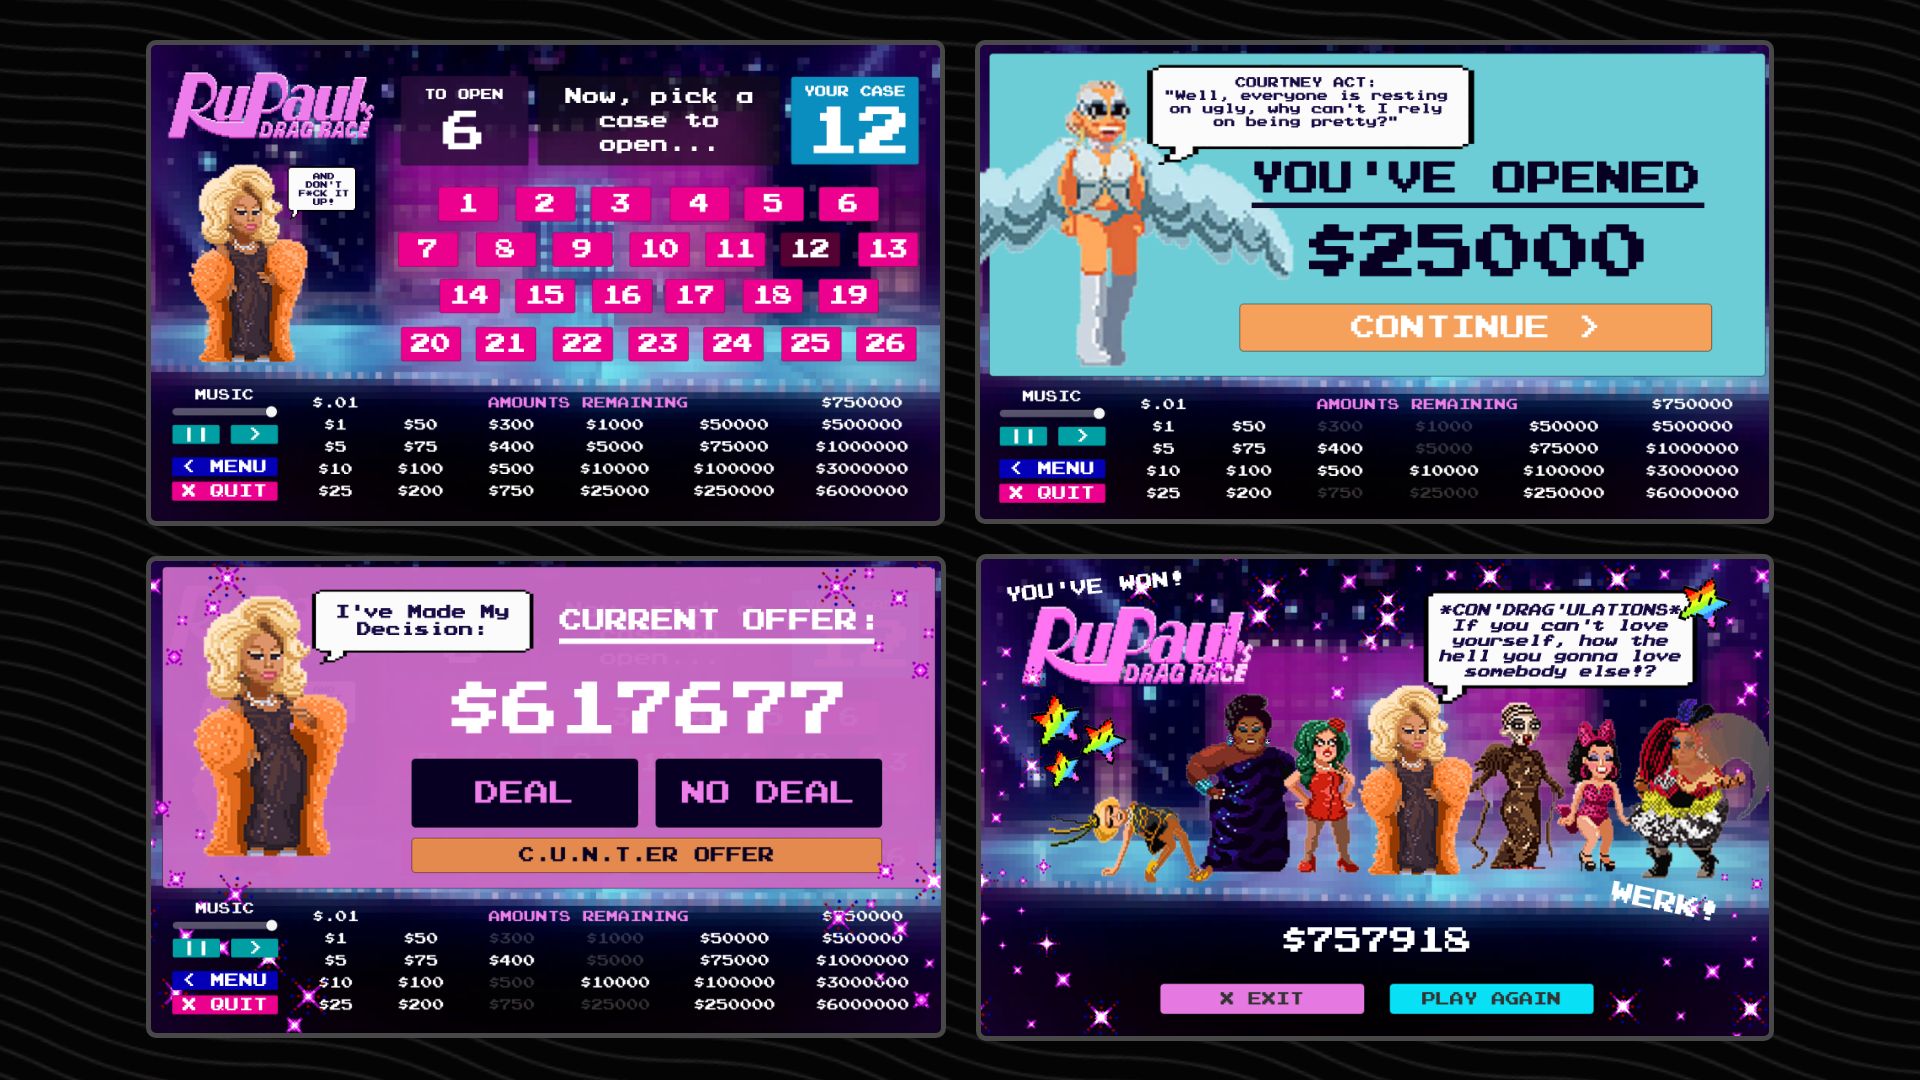 RuPaul's
DRAG RACE
TO OPEN
6
Now, pick a
case to
open...
YOUR CASE
12
AND
DON'T
F*CK IT
UP!
1 2 3 4 5 6
7 8 9 10 11 12 13
14 15 16 17 18 19
20 21 22 23 24 25 26
MUSIC
< MENU
X QUIT
AMOUNTS REMAINING
$.01 $750000
$1 $50 $300 $1000 $50000 $500000
$5 $75 $400 $5000 $75000 $1000000
$10 $100 $500 $10000 $100000 $3000000
$25 $200 $750 $25000 $250000 $6000000
COURTNEY ACT:
"Well, everyone is resting
on ugly, why can't I rely
on being pretty?"
YOU'VE OPENED
$25000
CONTINUE >
MUSIC
< MENU
X QUIT
AMOUNTS REMAINING
$.01 $750000
$1 $50 $300 $1000 $50000 $500000
$5 $75 $400 $5000 $75000 $1000000
$10 $100 $500 $10000 $100000 $3000000
$25 $200 $750 $25000 $250000 $6000000
I've Made My
Decision:
CURRENT OFFER:
$617677
DEAL
NO DEAL
C.U.N.T.ER OFFER
MUSIC
< MENU
X QUIT
AMOUNTS REMAINING
$.01 $750000
$1 $50 $300 $1000 $50000 $500000
$5 $75 $400 $5000 $75000 $1000000
$10 $100 $500 $10000 $100000 $3000000
$25 $200 $750 $25000 $250000 $6000000
YOU'VE WON!
RuPaul's
DRAG RACE
*CON'DRAG'ULATIONS*
If you can't love
yourself, how the
hell you gonna love
somebody else!?
WERK!
$757918
X EXIT
PLAY AGAIN